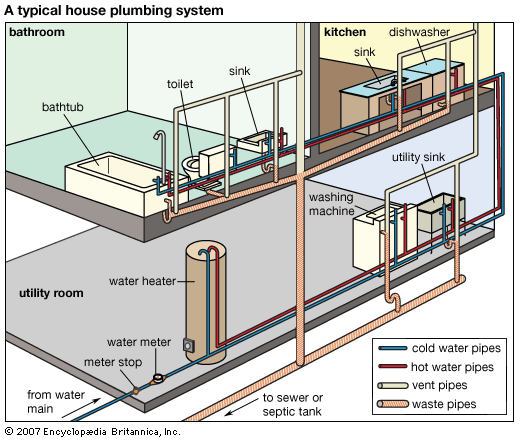 A typical house plumbing system
bathroom
kitchen
dishwasher
sink
sink
toilet
bathtub
utility sink
washing
machine
water heater
utility room
water meter
meter stop
from water
main
to sewer or
septic tank
cold water pipes
hot water pipes
vent pipes
waste pipes
© 2007 Encyclopædia Britannica, Inc.